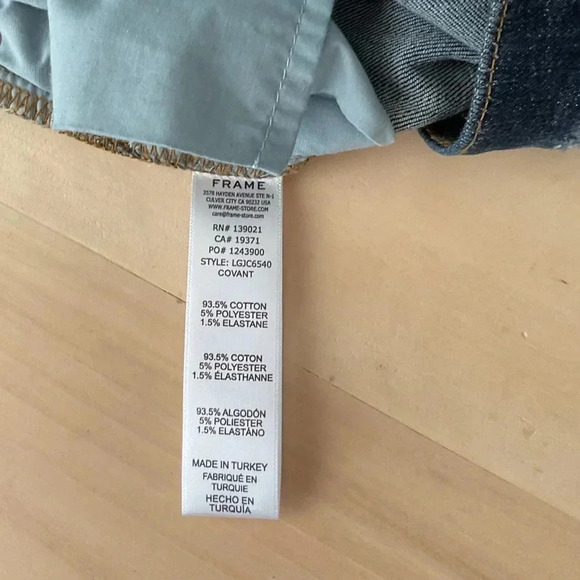 FRAME
3578 HAYDEN AVENUE STE N-1
CULVER CITY CA 90232 USA
WWW.FRAME-STORE.COM
care@frame-store.com
RN# 139021
CA# 19371
PO# 1243900
STYLE: LGJC6540
COVANT
93.5% COTTON
5% POLYESTER
1.5% ELASTANE
93.5% COTON
5% POLYESTER
1.5% ÉLASTHANNE
93.5% ALGODÓN
5% POLIESTER
1.5% ELASTÁNO
MADE IN TURKEY
FABRIQUÉ EN
TURQUIE
HECHO EN
TURQUÍA